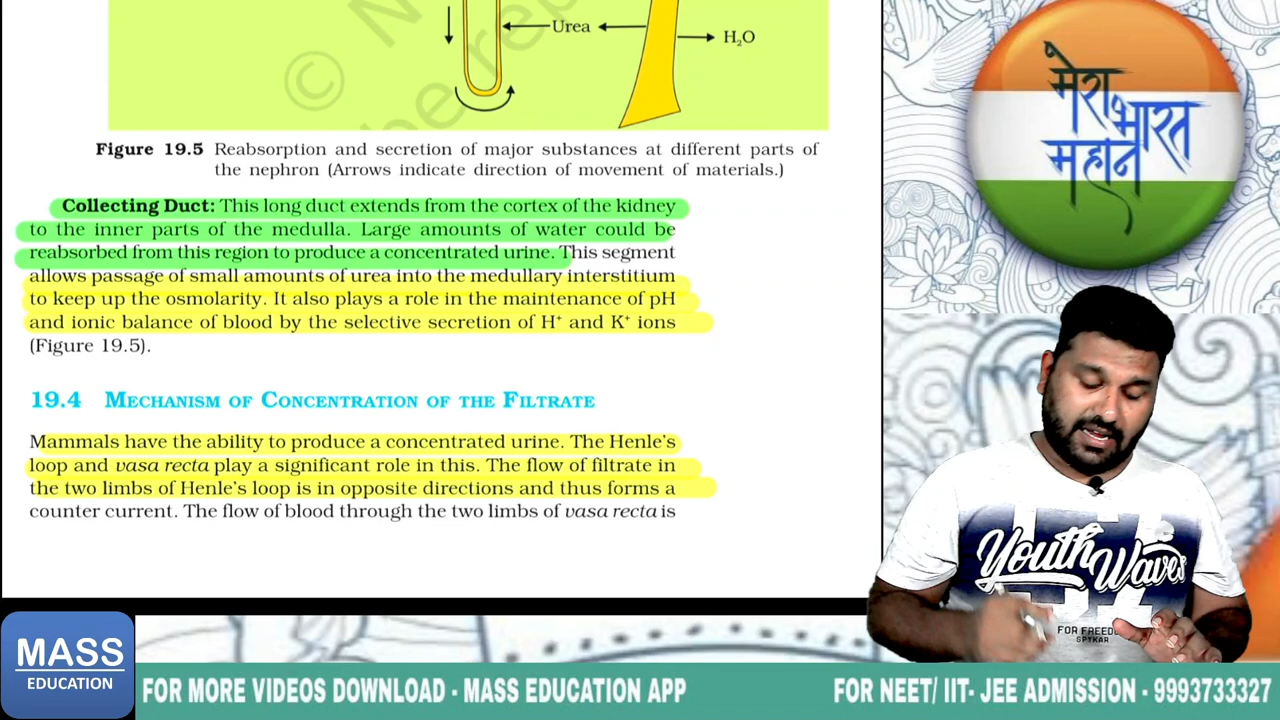 Urea
H₂O
© N
he rep
Figure 19.5 Reabsorption and secretion of major substances at different parts of
the nephron (Arrows indicate direction of movement of materials.)
Collecting Duct: This long duct extends from the cortex of the kidney
to the inner parts of the medulla. Large amounts of water could be
reabsorbed from this region to produce a concentrated urine. This segment
allows passage of small amounts of urea into the medullary interstitium
to keep up the osmolarity. It also plays a role in the maintenance of pH
and ionic balance of blood by the selective secretion of H⁺ and K⁺ ions
(Figure 19.5).
19.4 MECHANISM OF CONCENTRATION OF THE FILTRATE
Mammals have the ability to produce a concentrated urine. The Henle's
loop and vasa recta play a significant role in this. The flow of filtrate in
the two limbs of Henle's loop is in opposite directions and thus forms a
counter current. The flow of blood through the two limbs of vasa recta is
मेरा
भारत
महान
Youth
Waves
FOR FREEDO
SPYKAR
MASS
EDUCATION
FOR MORE VIDEOS DOWNLOAD - MASS EDUCATION APP
FOR NEET/ IIT- JEE ADMISSION - 9993733327